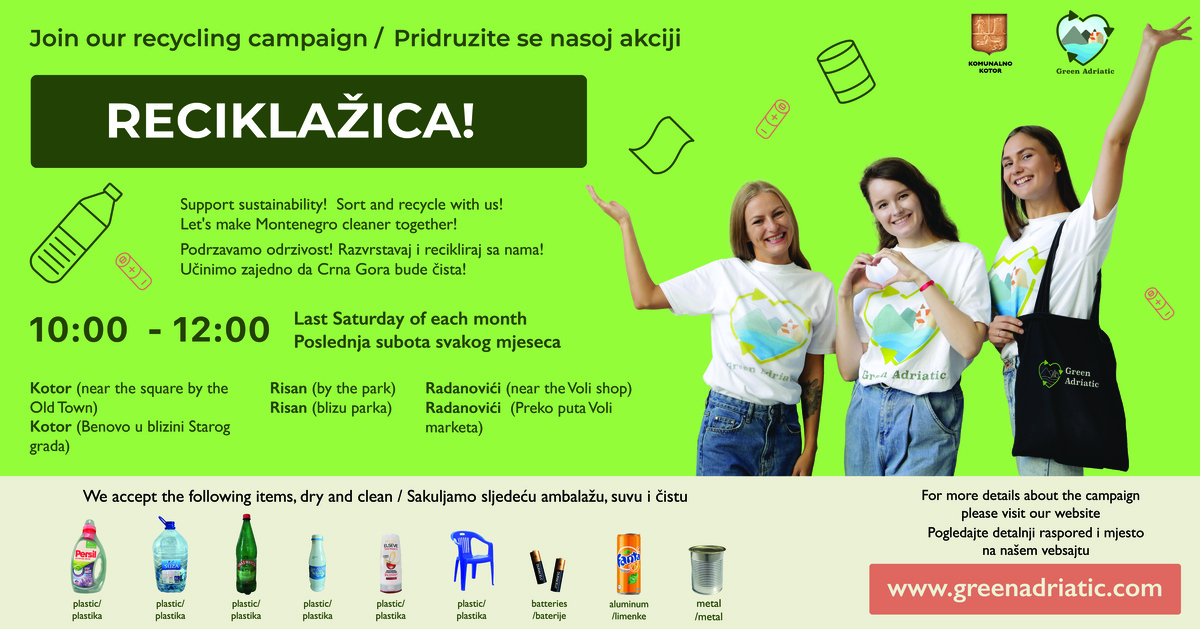 Join our recycling campaign / Pridruzite se nasoj akciji
KOMUNALNO
KOTOR
Green Adriatic
RECIKLAŽICA!
Support sustainability! Sort and recycle with us!
Let's make Montenegro cleaner together!
Podrzavamo odrzivost! Razvrstavaj i recikliraj sa nama!
Učinimo zajedno da Crna Gora bude čista!
10:00 - 12:00
Last Saturday of each month
Poslednja subota svakog mjeseca
Kotor (near the square by the
Old Town)
Kotor (Benovo u blizini Starog
grada)
Risan (by the park)
Risan (blizu parka)
Radanovići (near the Voli shop)
Radanovići (Preko puta Voli
marketa)
Green Adriatic
Green Adriatic
Green
Adriatic
We accept the following items, dry and clean / Sakuljamo sljedeću ambalažu, suvu i čistu
Persil
SUZA
ELSEVE
Fanta
plastic/
plastika
plastic/
plastika
plastic/
plastika
plastic/
plastika
plastic/
plastika
plastic/
plastika
batteries
/baterije
aluminum
/limenke
metal
/metal
For more details about the campaign
please visit our website
Pogledajte detalnji raspored i mjesto
na našem vebsajtu
www.greenadriatic.com